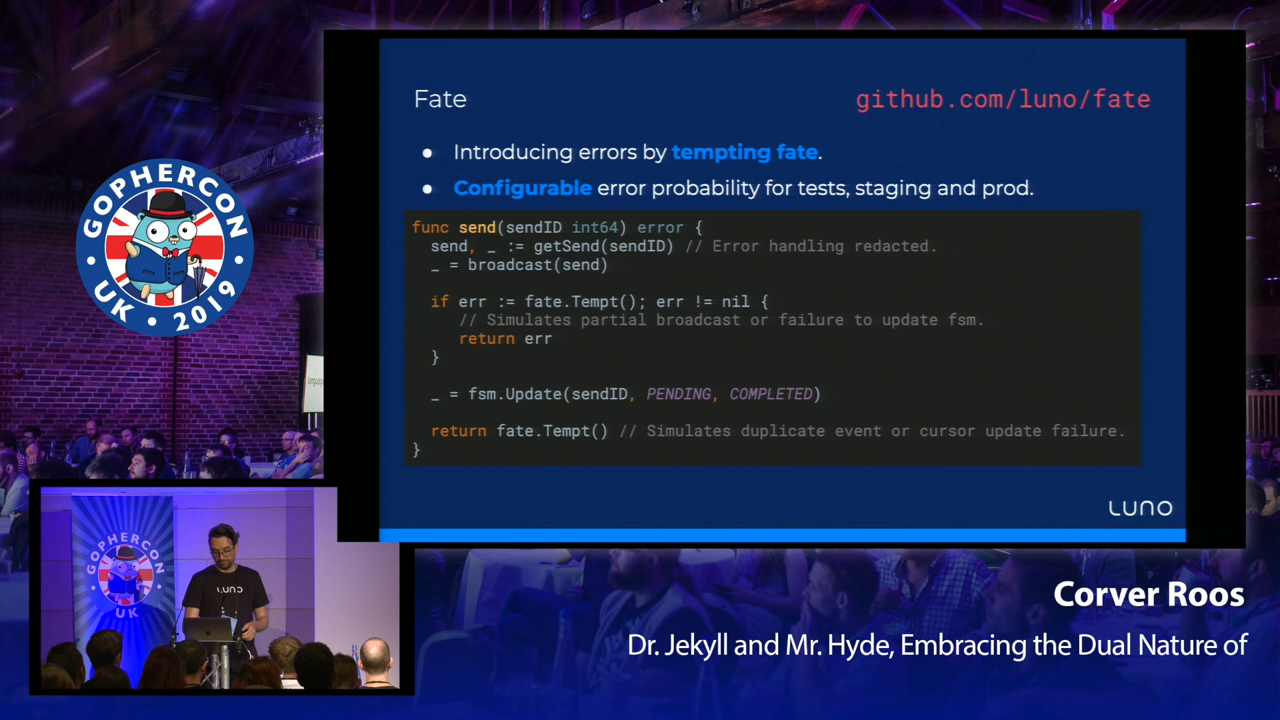 GOPHERCON
UK • 2019
Fate
github.com/luno/fate
● Introducing errors by tempting fate.
● Configurable error probability for tests, staging and prod.
func send(sendID int64) error {
send, _ := getSend(sendID) // Error handling redacted.
_ = broadcast(send)
if err := fate.Tempt(); err != nil {
// Simulates partial broadcast or failure to update fsm.
return err
}
_ = fsm.Update(sendID, PENDING, COMPLETED)
return fate.Tempt() // Simulates duplicate event or cursor update failure.
}
LUNO
GOPHERCON
UK
LUNO
Corver Roos
Dr. Jekyll and Mr. Hyde, Embracing the Dual Nature of